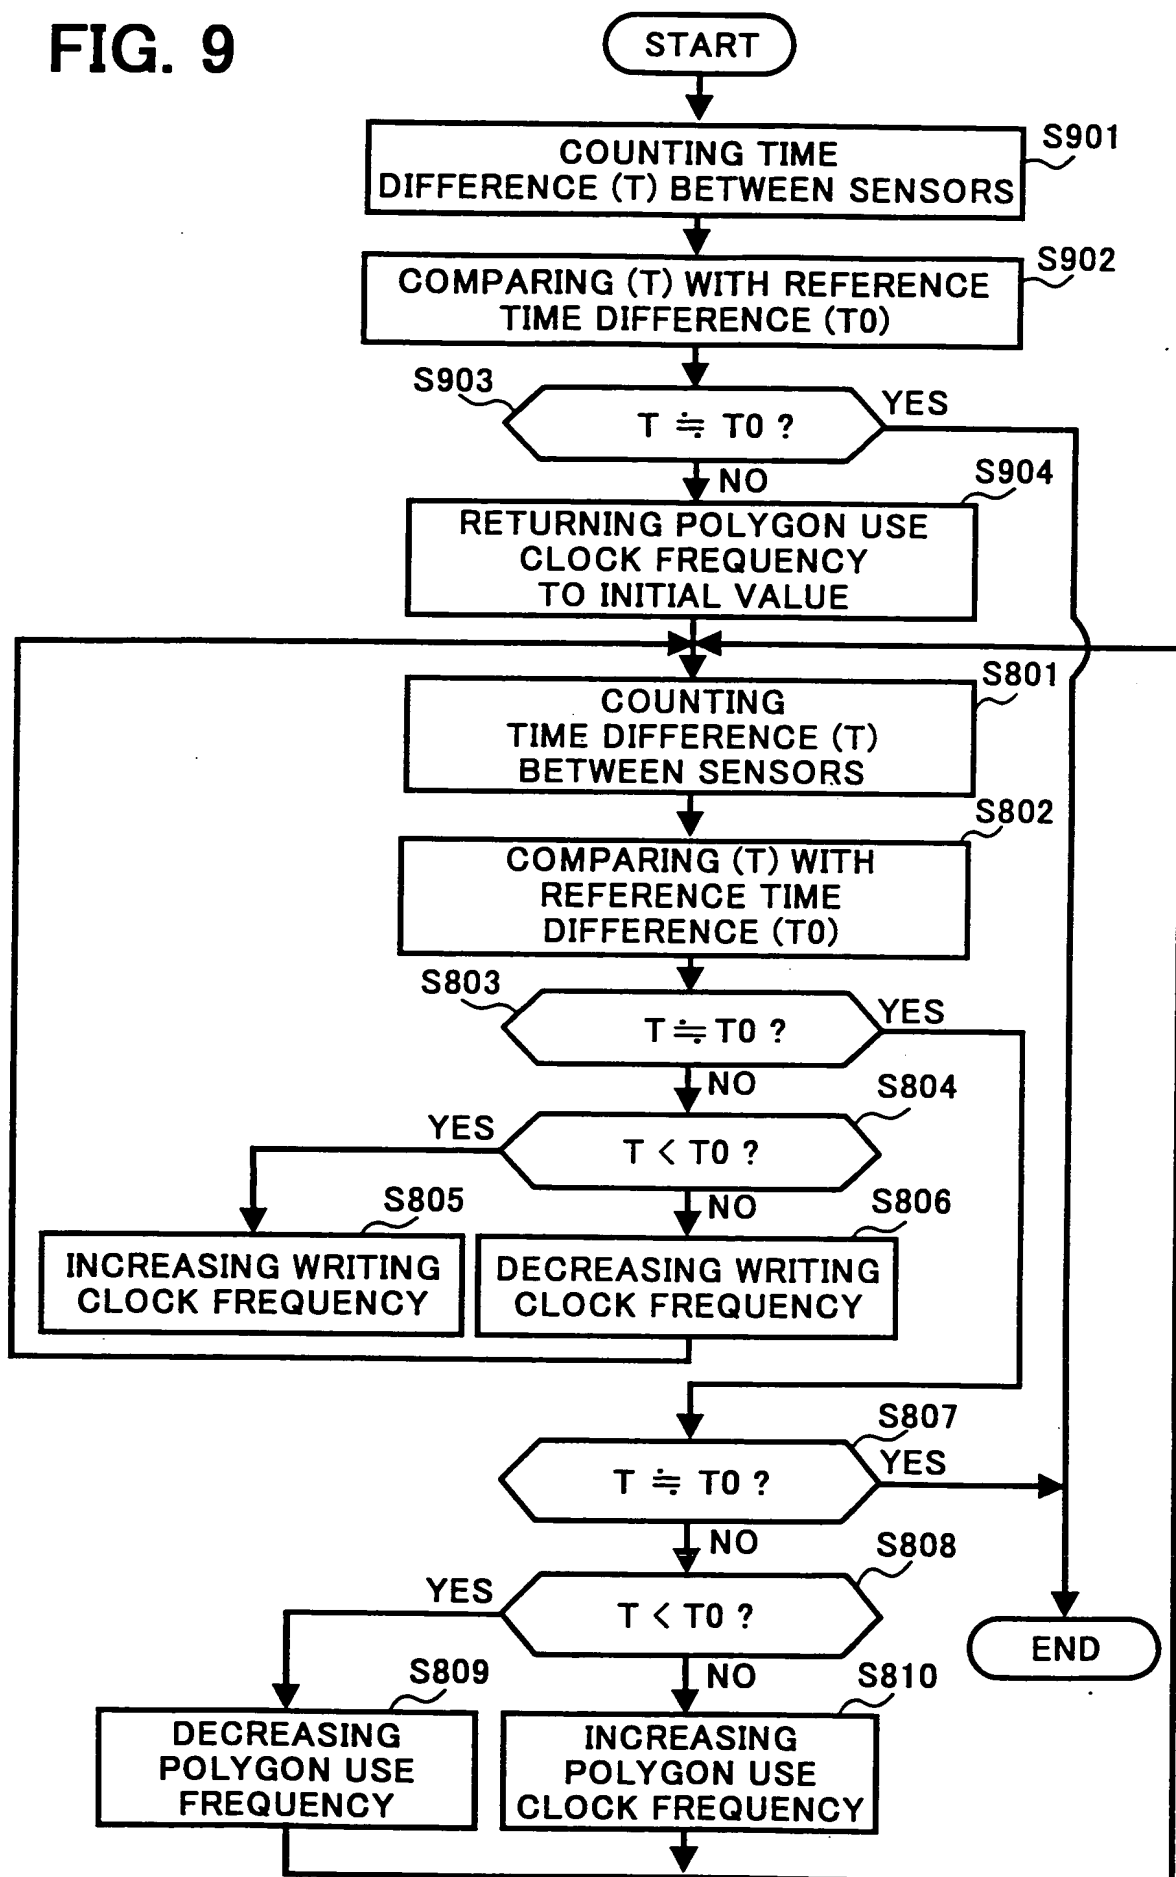 FIG. 9
START
S901
COUNTING TIME
DIFFERENCE (T) BETWEEN SENSORS
S902
COMPARING (T) WITH REFERENCE
TIME DIFFERENCE (T0)
S903
T ≒ T0 ?
YES
NO
S904
RETURNING POLYGON USE
CLOCK FREQUENCY
TO INITIAL VALUE
S801
COUNTING
TIME DIFFERENCE (T)
BETWEEN SENSORS
S802
COMPARING (T) WITH
REFERENCE TIME
DIFFERENCE (T0)
S803
T ≒ T0 ?
YES
NO
S804
YES
T < T0 ?
NO
S805
INCREASING WRITING
CLOCK FREQUENCY
S806
DECREASING WRITING
CLOCK FREQUENCY
S807
T ≒ T0 ?
YES
NO
S808
YES
T < T0 ?
NO
END
S809
DECREASING
POLYGON USE
FREQUENCY
S810
INCREASING
POLYGON USE
CLOCK FREQUENCY